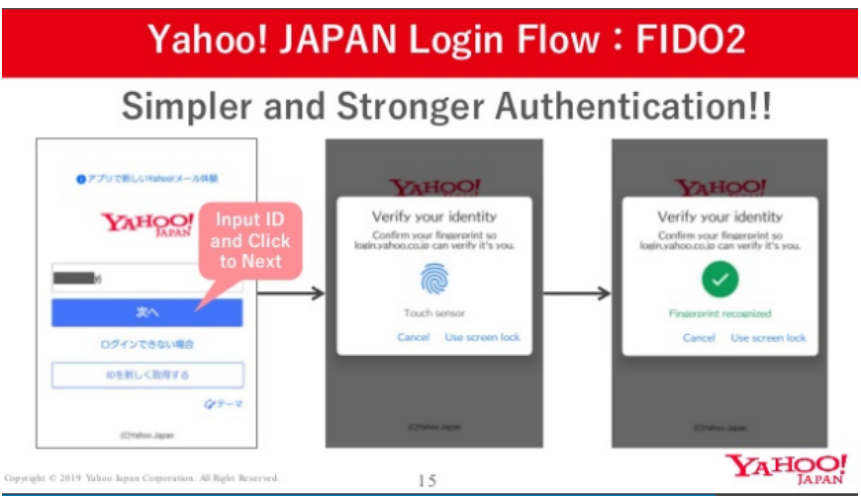 Yahoo! JAPAN Login Flow：FIDO2
Simpler and Stronger Authentication!!
アプリで新しいYahoo!メール体験
YAHOO!
JAPAN
Input ID
and Click
to Next
次へ
ログインできない場合
IDを新しく取得する
テーマ
(C)Yahoo Japan
YAHOO!
JAPAN
Verify your identity
Confirm your fingerprint so
login.yahoo.co.jp can verify it's you.
Touch sensor
Cancel Use screen lock
(C)Yahoo Japan
YAHOO!
JAPAN
Verify your identity
Confirm your fingerprint so
login.yahoo.co.jp can verify it's you.
Fingerprint recognized
Cancel Use screen lock
(C)Yahoo Japan
Copyright © 2019 Yahoo Japan Corporation. All Right Reserved.
15
YAHOO!
JAPAN